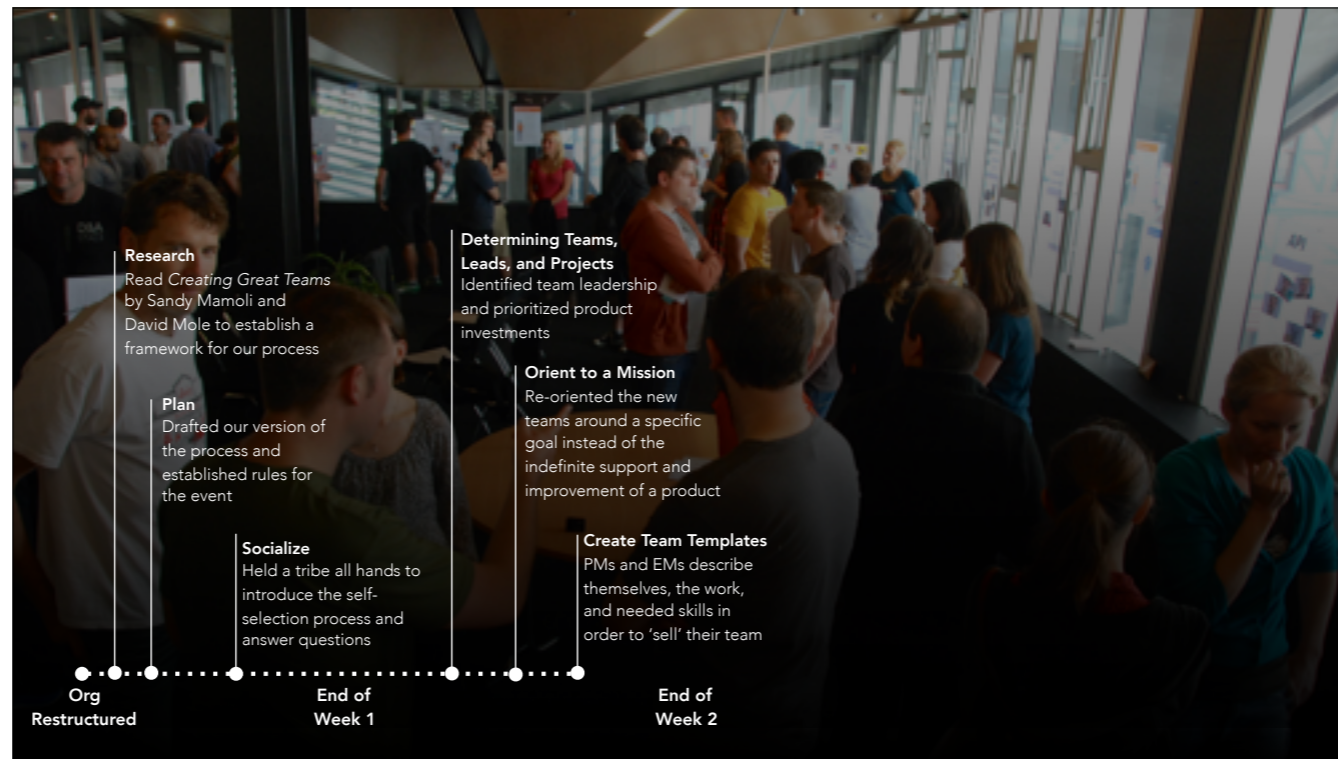 Research
Read Creating Great Teams
by Sandy Mamoli and
David Mole to establish a
framework for our process
Plan
Drafted our version of
the process and
established rules for
the event
Socialize
Held a tribe all hands to
introduce the self-
selection process and
answer questions
Determining Teams,
Leads, and Projects
Identified team leadership
and prioritized product
investments
Orient to a Mission
Re-oriented the new
teams around a specific
goal instead of the
indefinite support and
improvement of a product
Create Team Templates
PMs and EMs describe
themselves, the work,
and needed skills in
order to ‘sell’ their team
Org
Restructured
End of
Week 1
End of
Week 2
API